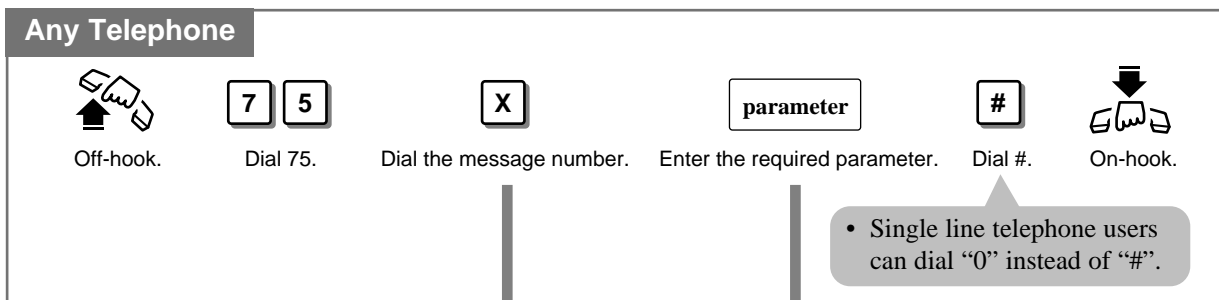 Any Telephone
7 5 X parameter #
Off-hook. Dial 75. Dial the message number. Enter the required parameter. Dial #. On-hook.
• Single line telephone users
can dial “0” instead of “#”.